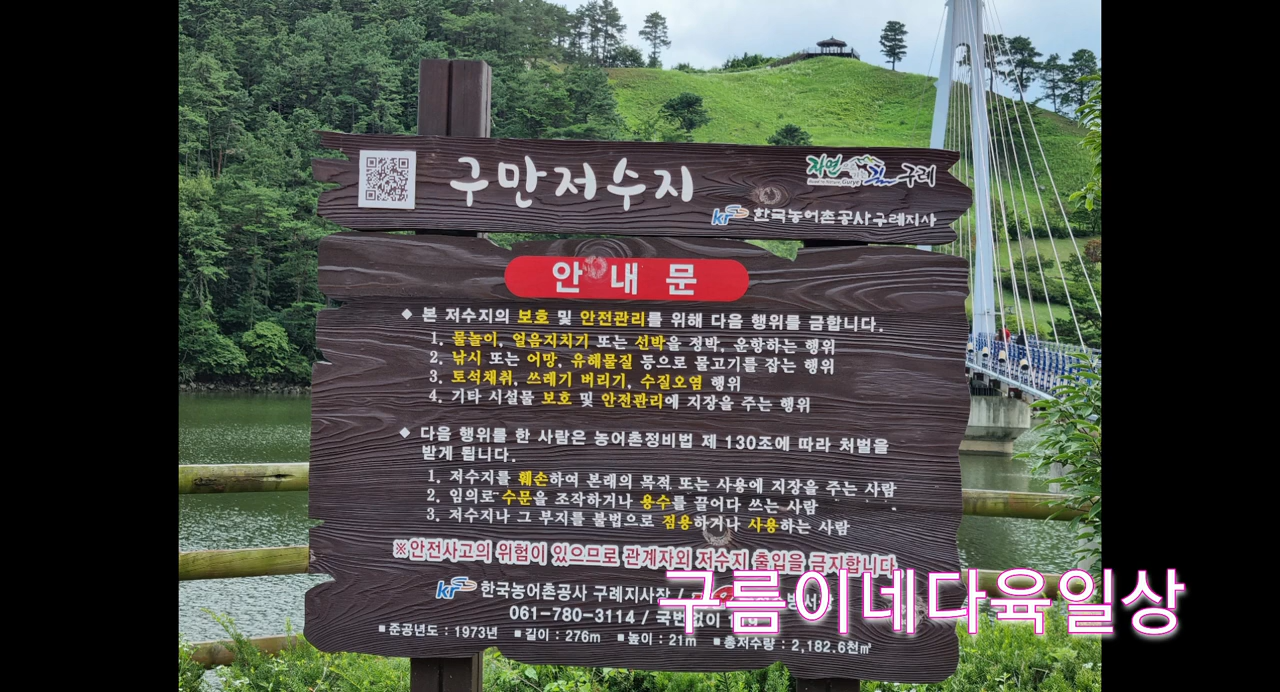 구만저수지
자연으로 가는 길 구례
한국농어촌공사 구례지사
안 내 문
◆ 본 저수지의 보호 및 안전관리를 위해 다음 행위를 금합니다.
1. 물놀이, 얼음지치기 또는 선박을 정박, 운항하는 행위
2. 낚시 또는 어망, 유해물질 등으로 물고기를 잡는 행위
3. 토석채취, 쓰레기 버리기, 수질오염 행위
4. 기타 시설물 보호 및 안전관리에 지장을 주는 행위
◆ 다음 행위를 한 사람은 농어촌정비법 제 130조에 따라 처벌을
받게 됩니다.
1. 저수지를 훼손하여 본래의 목적 또는 사용에 지장을 주는 사람
2. 임의로 수문을 조작하거나 용수를 끌어다 쓰는 사람
3. 저수지나 그 부지를 불법으로 점용하거나 사용하는 사람
※안전사고의 위험이 있으므로 관계자외 저수지 출입을 금지합니다.
한국농어촌공사 구례지사장 /
061-780-3114 / 국번없이 119
구름이네다육일상
■준공년도 : 1973년 ■길이 : 276m ■높이 : 21m ■총저수량 : 2,182.6천㎥